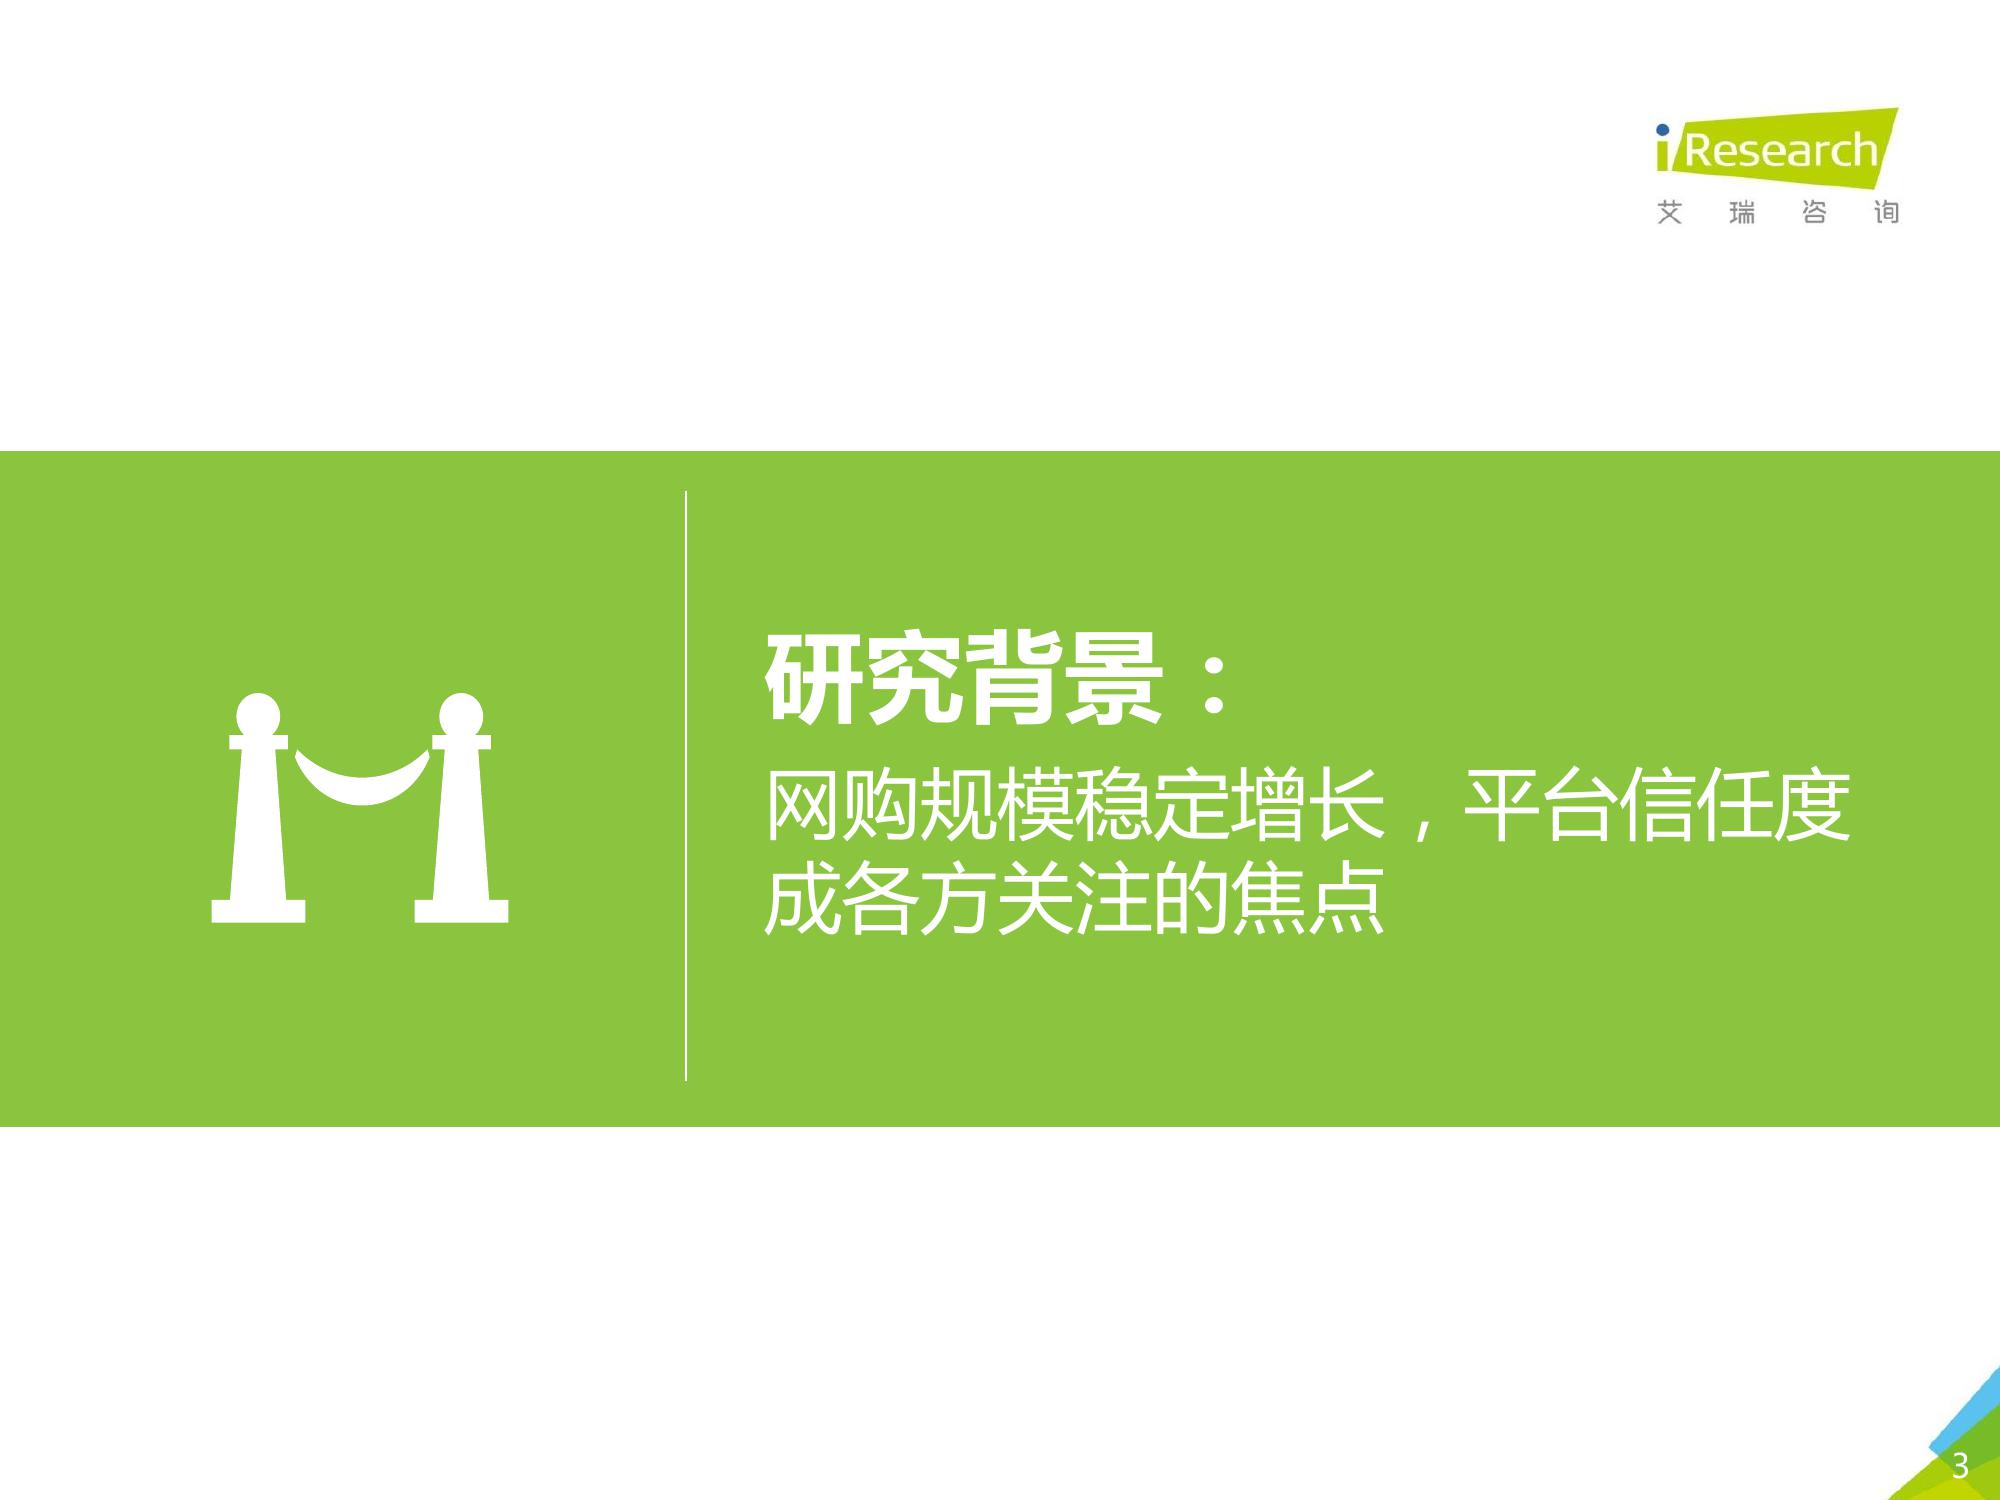 iResearch
艾瑞咨询
研究背景：
网购规模稳定增长，平台信任度
成各方关注的焦点
3